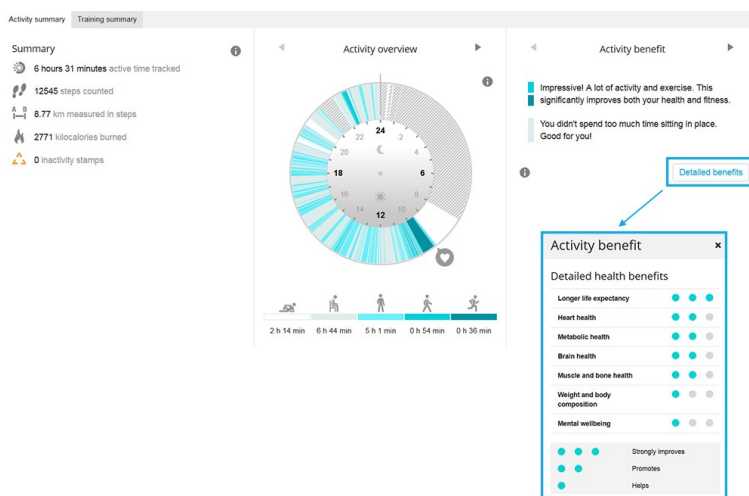 Activity summary
Training summary
Summary
6 hours 31 minutes active time tracked
12545 steps counted
A B
8.77 km measured in steps
2771 kilocalories burned
0 inactivity stamps
Activity overview
24
22
2
20
4
18
6
16
8
14
10
12
2 h 14 min
6 h 44 min
5 h 1 min
0 h 54 min
0 h 36 min
Activity benefit
Impressive! A lot of activity and exercise. This
significantly improves both your health and fitness.
You didn't spend too much time sitting in place.
Good for you!
Detailed benefits
Activity benefit
Detailed health benefits
Longer life expectancy
Heart health
Metabolic health
Brain health
Muscle and bone health
Weight and body
composition
Mental wellbeing
Strongly improves
Promotes
Helps